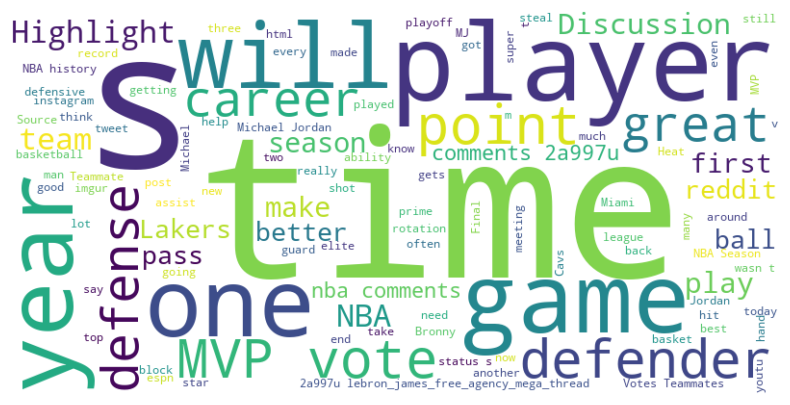 Highlight
s
will
player
Discussion
steal
still
playoff
MJ
got
super
t
even
MVP
three
html
every
made
record
NBA history
getting
career
played
m
point
great
v
defensive
instagram
think
Source
tweet
help
Michael Jordan
Michael
team
season
ability
know
much
comments 2a997u
first
basketball
two
time
gets
Heat
man
Teammate
really
reddit
good
imgur
shot
year
defense
post
make
prime
Final
Miami
many
assist
new
Lakers
better
rotation
meeting
league
around
ball
lot
guard
elite
often
Cavs
back
NBA Season
wasn t
pass
going
one
nba comments
game
play
say
need
Jordan
today
NBA
Bronny
hit
best
top
end
take
basket
youtu
hand
block
MVP
vote
status s
now
defender
espn
star
another
2a997u lebron_james_free_agency_mega_thread
Votes Teammates